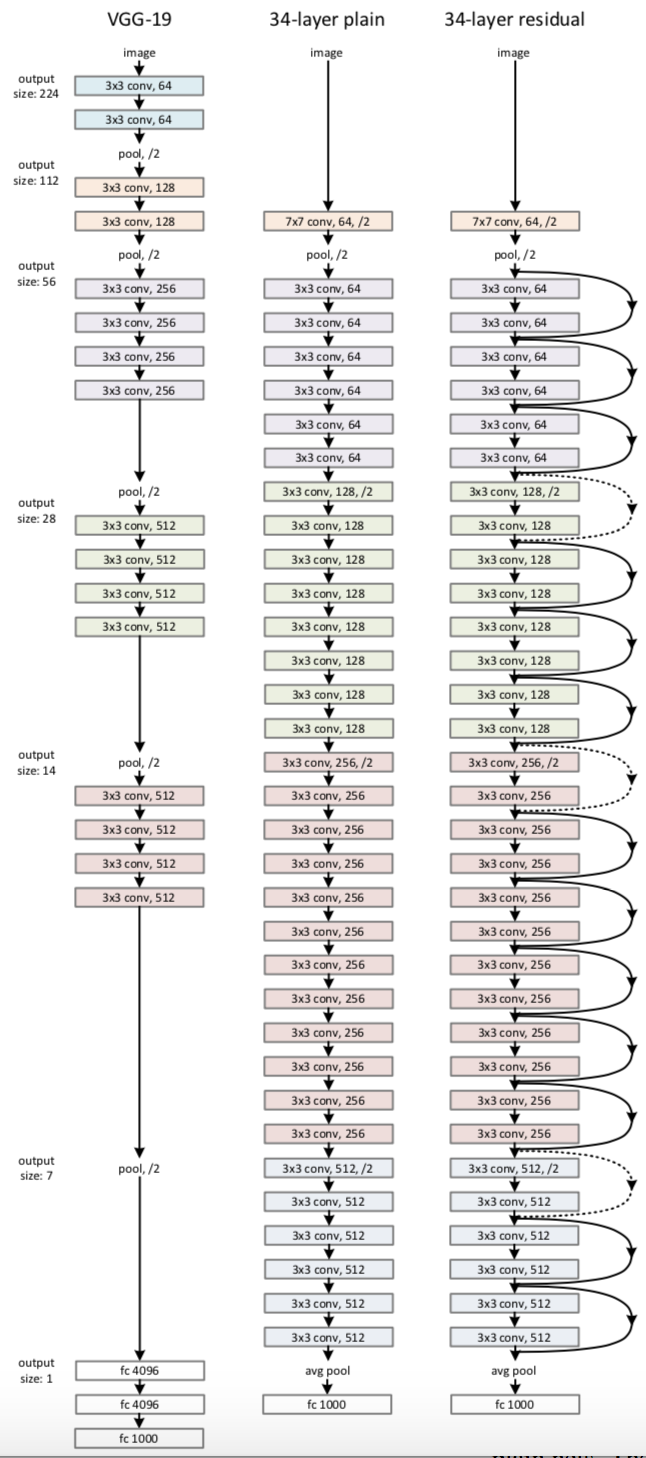 output
size: 224
output
size: 112
output
size: 56
output
size: 28
output
size: 14
output
size: 7
output
size: 1
VGG-19
image
3x3 conv, 64
3x3 conv, 64
pool, /2
3x3 conv, 128
3x3 conv, 128
pool, /2
3x3 conv, 256
3x3 conv, 256
3x3 conv, 256
3x3 conv, 256
pool, /2
3x3 conv, 512
3x3 conv, 512
3x3 conv, 512
3x3 conv, 512
pool, /2
3x3 conv, 512
3x3 conv, 512
3x3 conv, 512
3x3 conv, 512
pool, /2
fc 4096
fc 4096
fc 1000
34-layer plain
image
7x7 conv, 64, /2
pool, /2
3x3 conv, 64
3x3 conv, 64
3x3 conv, 64
3x3 conv, 64
3x3 conv, 64
3x3 conv, 64
3x3 conv, 128, /2
3x3 conv, 128
3x3 conv, 128
3x3 conv, 128
3x3 conv, 128
3x3 conv, 128
3x3 conv, 128
3x3 conv, 128
3x3 conv, 256, /2
3x3 conv, 256
3x3 conv, 256
3x3 conv, 256
3x3 conv, 256
3x3 conv, 256
3x3 conv, 256
3x3 conv, 256
3x3 conv, 256
3x3 conv, 256
3x3 conv, 256
3x3 conv, 256
3x3 conv, 512, /2
3x3 conv, 512
3x3 conv, 512
3x3 conv, 512
3x3 conv, 512
3x3 conv, 512
avg pool
fc 1000
34-layer residual
image
7x7 conv, 64, /2
pool, /2
3x3 conv, 64
3x3 conv, 64
3x3 conv, 64
3x3 conv, 64
3x3 conv, 64
3x3 conv, 64
3x3 conv, 128, /2
3x3 conv, 128
3x3 conv, 128
3x3 conv, 128
3x3 conv, 128
3x3 conv, 128
3x3 conv, 128
3x3 conv, 128
3x3 conv, 256, /2
3x3 conv, 256
3x3 conv, 256
3x3 conv, 256
3x3 conv, 256
3x3 conv, 256
3x3 conv, 256
3x3 conv, 256
3x3 conv, 256
3x3 conv, 256
3x3 conv, 256
3x3 conv, 256
3x3 conv, 512, /2
3x3 conv, 512
3x3 conv, 512
3x3 conv, 512
3x3 conv, 512
3x3 conv, 512
avg pool
fc 1000